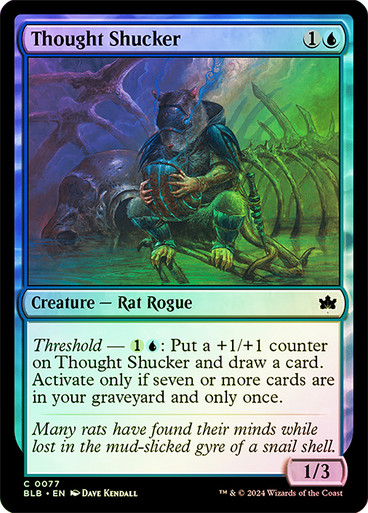 Thought Shucker 1
Creature — Rat Rogue
Threshold — 1: Put a +1/+1 counter
on Thought Shucker and draw a card.
Activate only if seven or more cards are
in your graveyard and only once.
Many rats have found their minds while
lost in the mud-slicked gyre of a snail shell.
1/3
C 0077
BLB • EN Dave Kendall
™ & © 2024 Wizards of the Coast